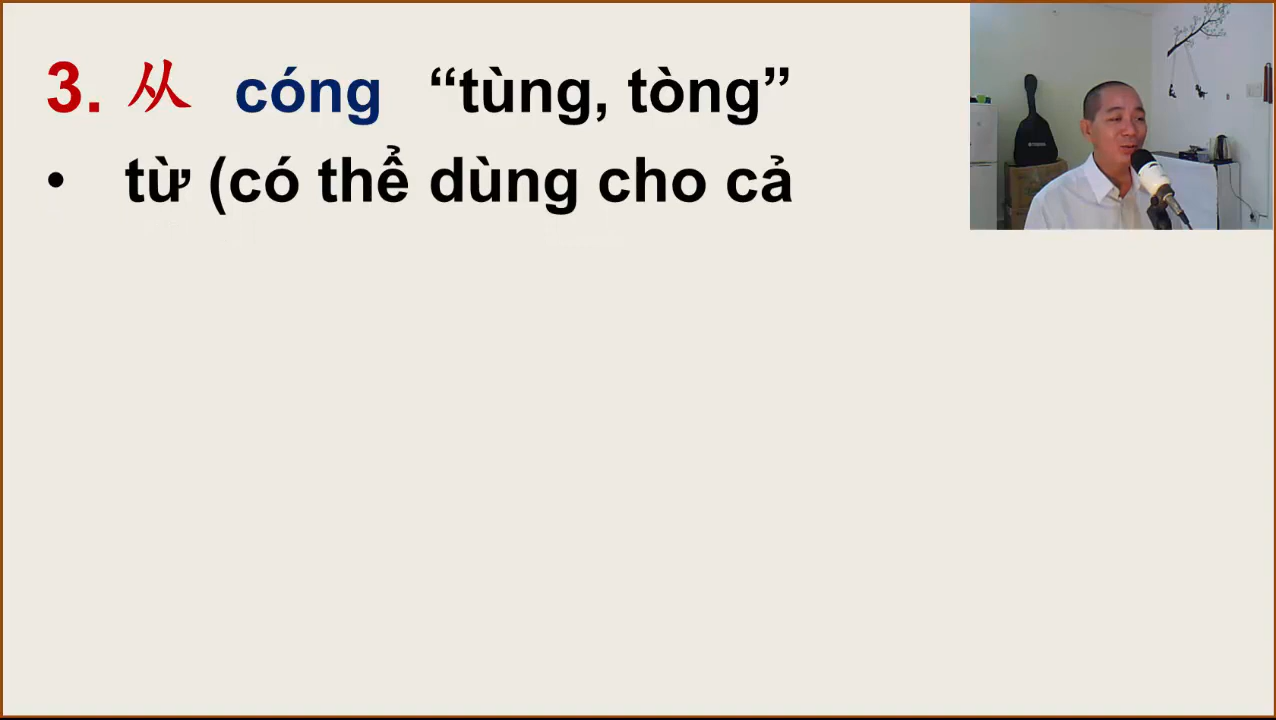 3. 从 cóng “tùng, tòng”
• từ (có thể dùng cho cả